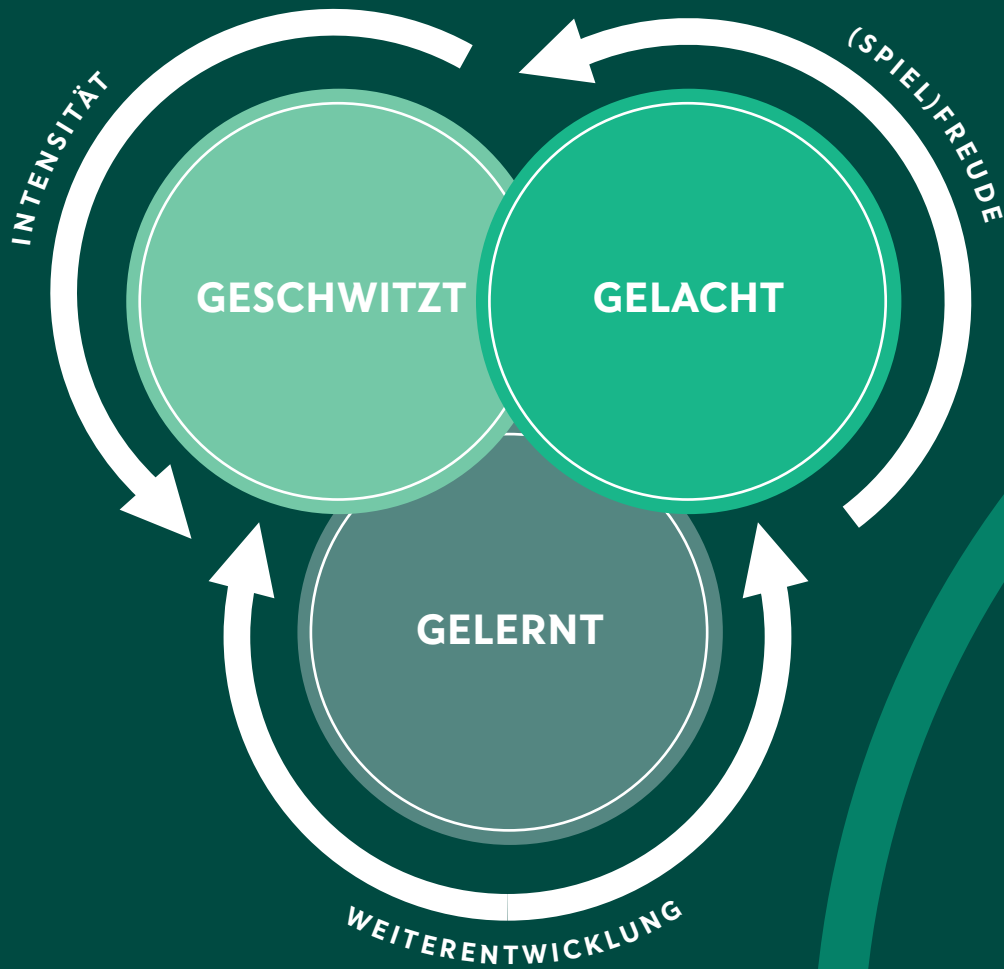 INTENSITÄT
(SPIEL)FREUDE
GESCHWITZT
GELACHT
GELERNT
WEITERENTWICKLUNG